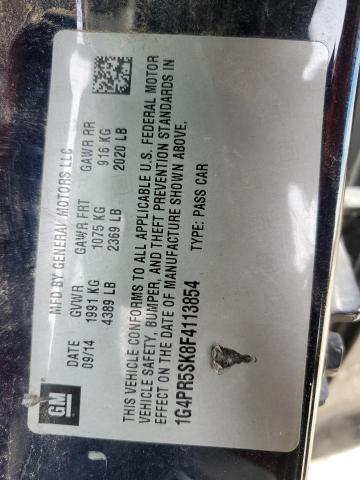 GM
MFD BY GENERAL MOTORS LLC
DATE GVWR GAWR FRT GAWR RR
09/14 1991 KG 1075 KG 916 KG
4389 LB 2369 LB 2020 LB
THIS VEHICLE CONFORMS TO ALL APPLICABLE U.S. FEDERAL MOTOR
VEHICLE SAFETY, BUMPER, AND THEFT PREVENTION STANDARDS IN
EFFECT ON THE DATE OF MANUFACTURE SHOWN ABOVE.
1G4PR5SK8F4113854 TYPE: PASS CAR